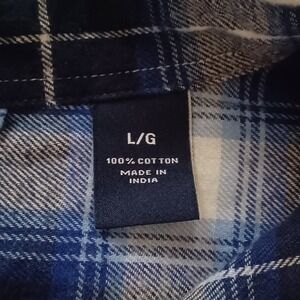 L/G
100% COTTON
MADE IN
INDIA